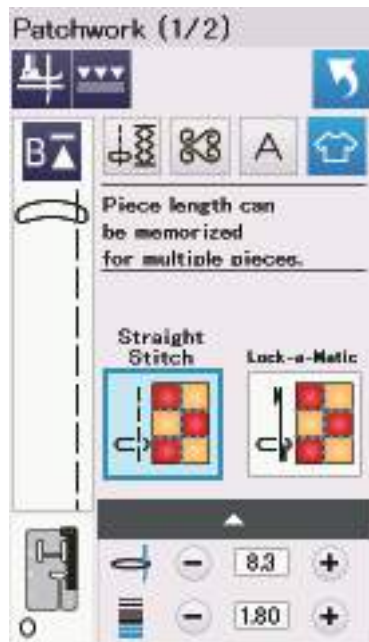 Patchwork (1/2)
B
A
Piece length can
be memorized
for multiple pieces.
Straight
Stitch
Lock-a-Matic
8.3
1.80
O